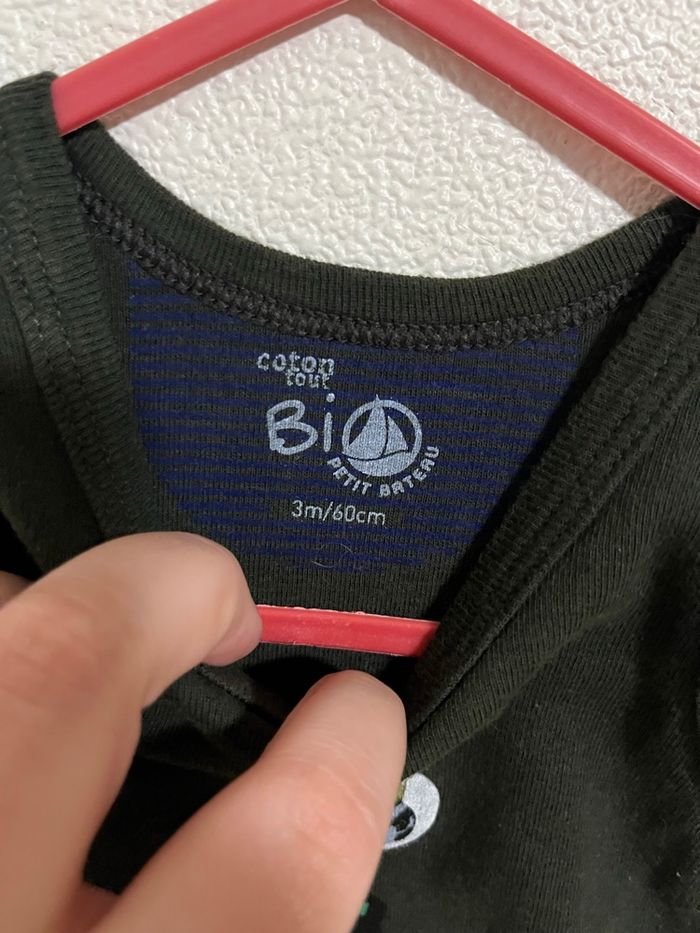 coton
tout
Bio
PETIT BATEAU
3m/60cm